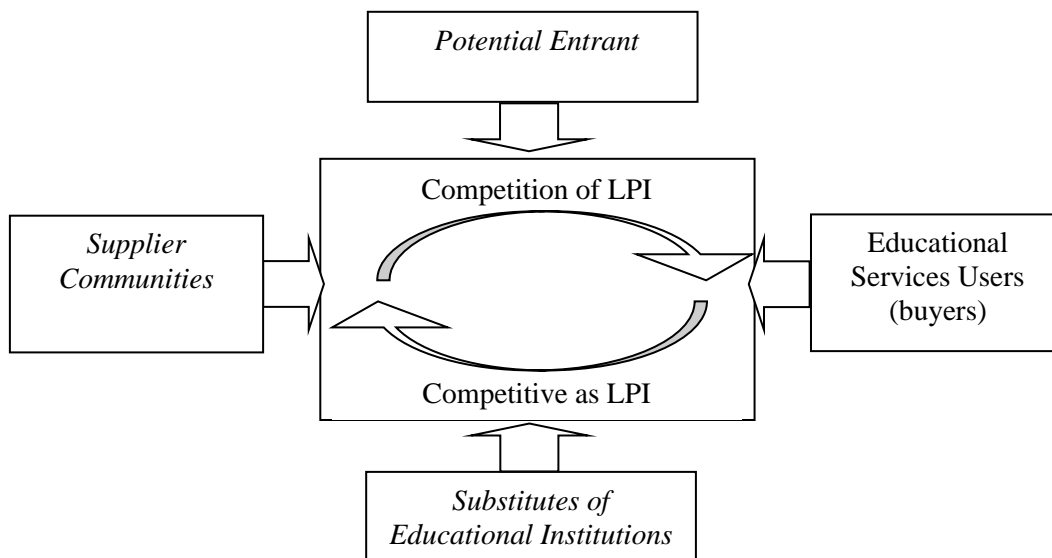 Potential Entrant
Competition of LPI
Supplier
Communities
Educational
Services Users
(buyers)
Competitive as LPI
Substitutes of
Educational Institutions